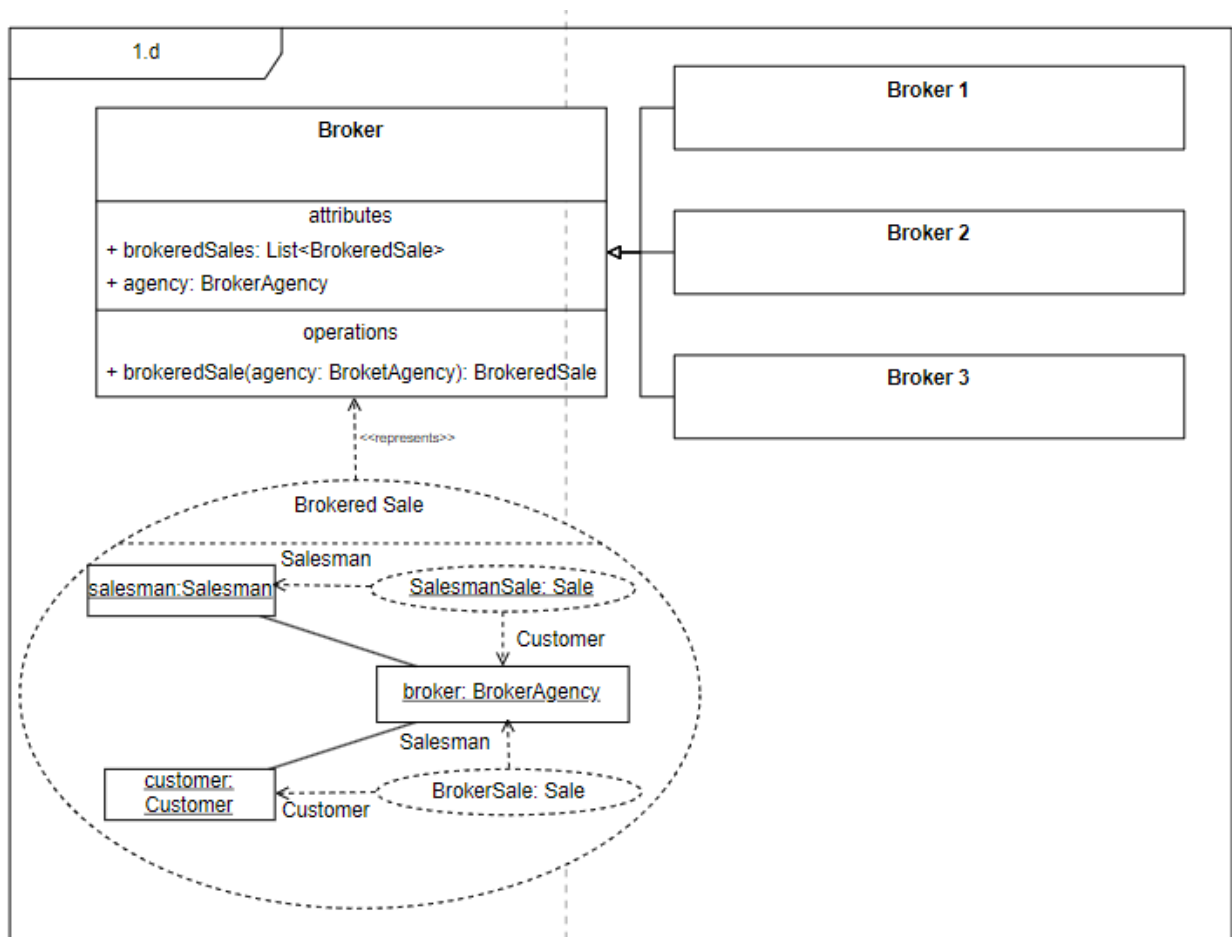 1.d
Broker
attributes
+ brokeredSales: List<BrokeredSale>
+ agency: BrokerAgency
operations
+ brokeredSale(agency: BroketAgency): BrokeredSale
Broker 1
Broker 2
Broker 3
<<represents>>
Brokered Sale
Salesman
salesman:Salesman
SalesmanSale: Sale
Customer
broker: BrokerAgency
Salesman
customer:
Customer
Customer
BrokerSale: Sale